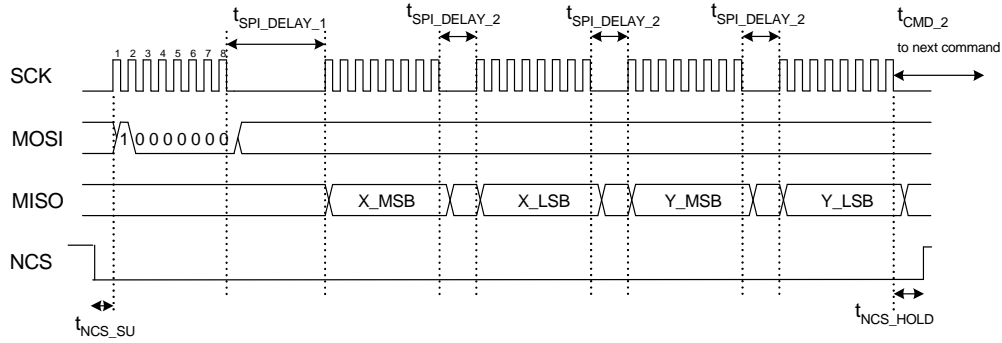 tSPI_DELAY_1 tSPI_DELAY_2 tSPI_DELAY_2 tSPI_DELAY_2 tCMD_2
to next command
1 2 3 4 5 6 7 8
SCK
MOSI 1 0 0 0 0 0 0 0
MISO X_MSB X_LSB Y_MSB Y_LSB
NCS
tNCS_SU tNCS_HOLD